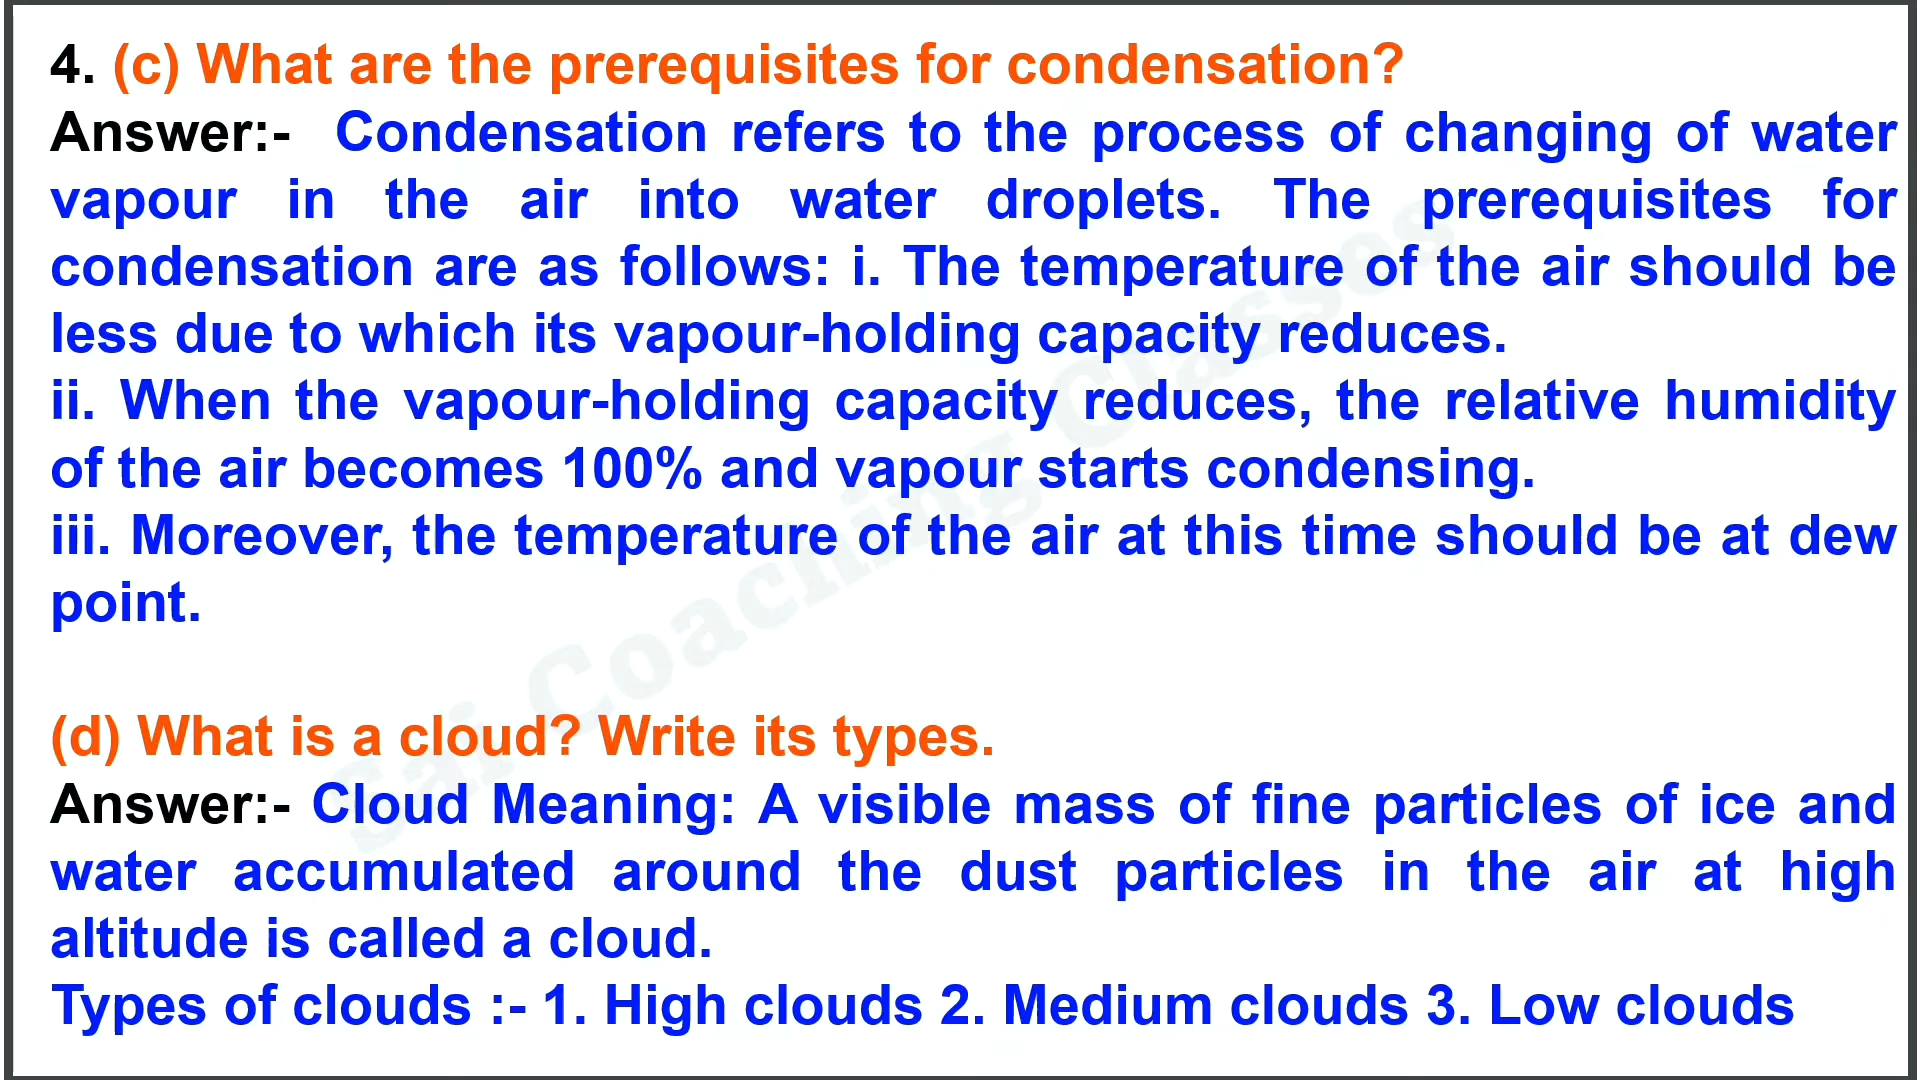 4. (c) What are the prerequisites for condensation?
Answer:- Condensation refers to the process of changing of water
vapour in the air into water droplets. The prerequisites for
condensation are as follows: i. The temperature of the air should be
less due to which its vapour-holding capacity reduces.
ii. When the vapour-holding capacity reduces, the relative humidity
of the air becomes 100% and vapour starts condensing.
iii. Moreover, the temperature of the air at this time should be at dew
point.
(d) What is a cloud? Write its types.
Answer:- Cloud Meaning: A visible mass of fine particles of ice and
water accumulated around the dust particles in the air at high
altitude is called a cloud.
Types of clouds :- 1. High clouds 2. Medium clouds 3. Low clouds
Sai Coaching Classes